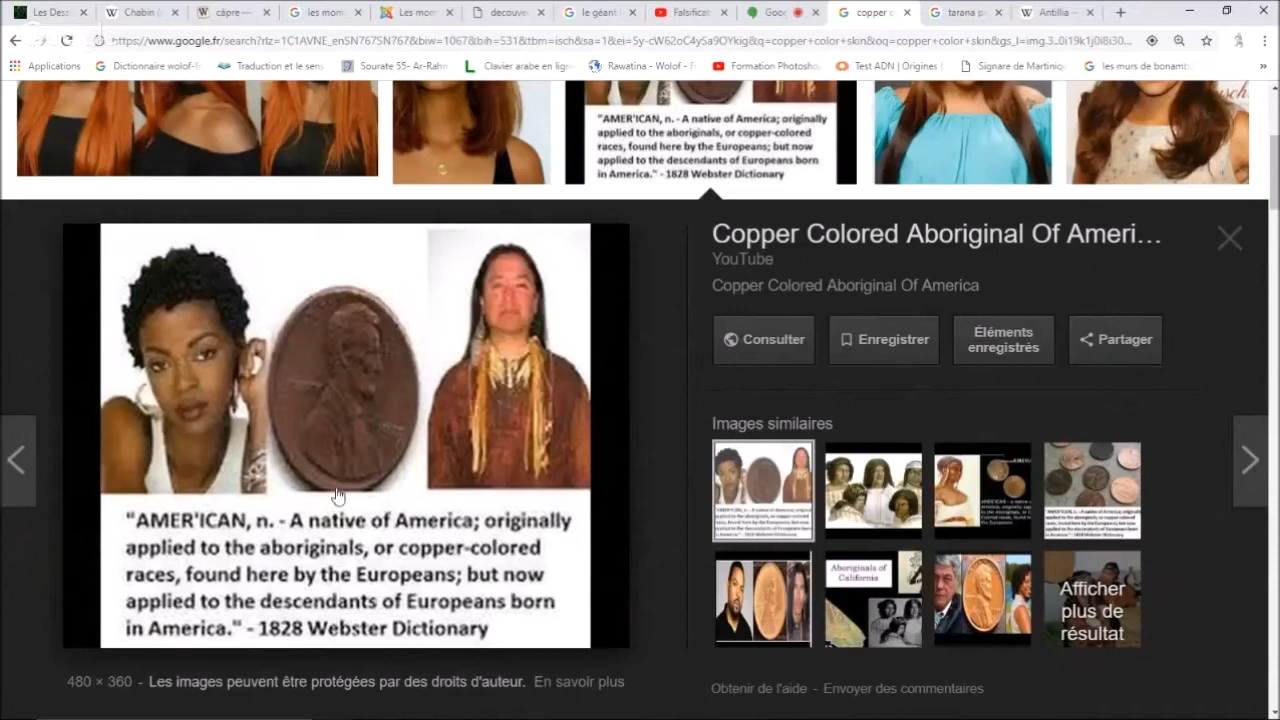 Les Dess
Chabin (
câpre —
les mom
Les mom
decouve
le géant
Falsificat
Goog
copper c
tarana p
Antillia –
https://www.google.fr/search?rlz=1C1AVNE_enSN767SN767&biw=1067&bih=531&tbm=isch&sa=1&ei=5y-cW62oC4ySa9OYkig&q=copper+color+skin&oq=copper+color+skin&gs_l=img.3..0i19k1j0i8i30...
Applications
Dictionnaire wolof-f
Traduction et le sens
Sourate 55- Ar-Rahn
Clavier arabe en lign
Rawatina - Wolof - F
Formation Photosho
Test ADN | Origines !
Signare de Martiniq
les murs de bonamb
»
"AMER'ICAN, n. - A native of America; originally
applied to the aboriginals, or copper-colored
races, found here by the Europeans; but now
applied to the descendants of Europeans born
in America." - 1828 Webster Dictionary
Copper Colored Aboriginal Of Ameri...
YouTube
Copper Colored Aboriginal Of America
Consulter
Enregistrer
Éléments
enregistrés
Partager
Images similaires
"AMER'ICAN, n. - of America; originally
applied to the aboriginals, or copper-colored
races, found here by the Europeans; but now
applied to the descendants of Europeans born
in America." - 1828 Webster Dictionary
Aboriginals of
California
Afficher
plus de
résultat
480 × 360 - Les images peuvent être protégées par des droits d'auteur. En savoir plus
Obtenir de l'aide - Envoyer des commentaires